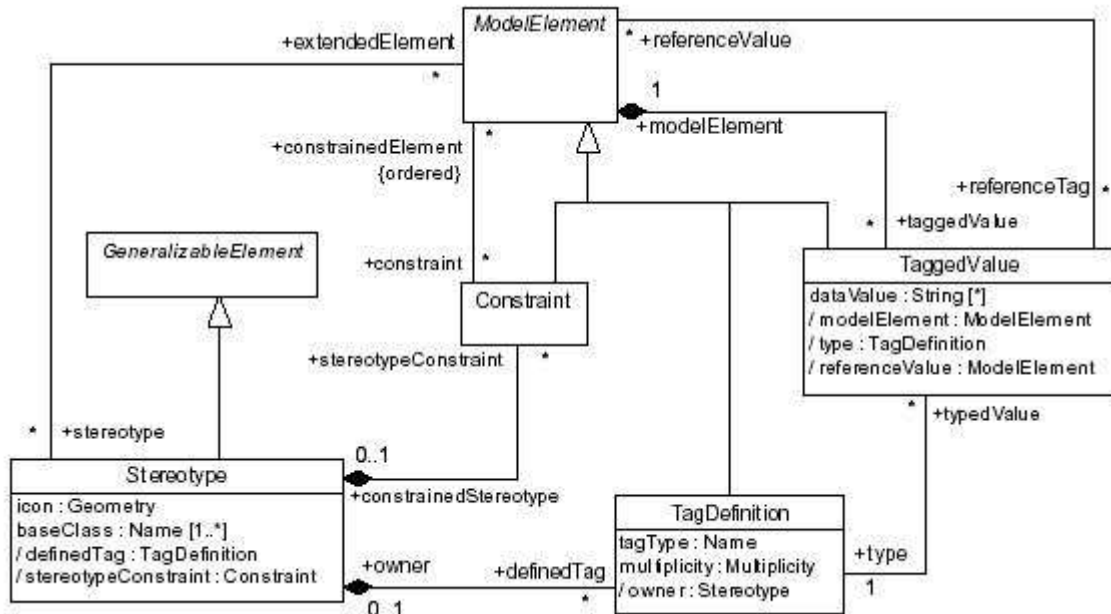 ModelElement
+extendedElement
*
* +referenceValue
1
+modelElement
*
+constrainedElement
{ordered}
+referenceTag *
* +taggedValue
GeneralizableElement
+constraint *
TaggedValue
Constraint
dataValue : String [*]
/ modelElement : ModelElement
/ type : TagDefinition
/ referenceValue : ModelElement
+stereotypeConstraint *
* +typedValue
* +stereotype
0..1
Stereotype
+constrainedStereotype
icon : Geometry
baseClass : Name [1..*]
/ definedTag : TagDefinition
/ stereotypeConstraint : Constraint
TagDefinition
tagType : Name
multiplicity : Multiplicity
/ owner : Stereotype
+type
1
+owner
0..1
+definedTag
*